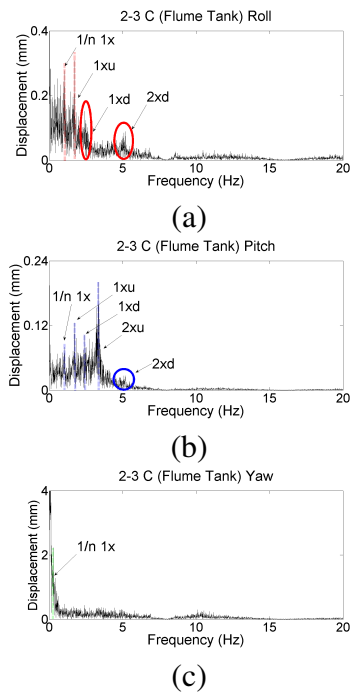 2-3 C (Flume Tank) Roll
0.4
1/n 1x
1xu
0.2
1xd
2xd
Displacement (mm)
0
0
5
10
15
20
Frequency (Hz)
(a)
2-3 C (Flume Tank) Pitch
0.24
1xu
1/n 1x
1xd
0.12
2xu
2xd
Displacement (mm)
0
0
5
10
15
20
Frequency (Hz)
(b)
2-3 C (Flume Tank) Yaw
4
2
1/n 1x
Displacement (mm)
0
0
5
10
15
20
Frequency (Hz)
(c)